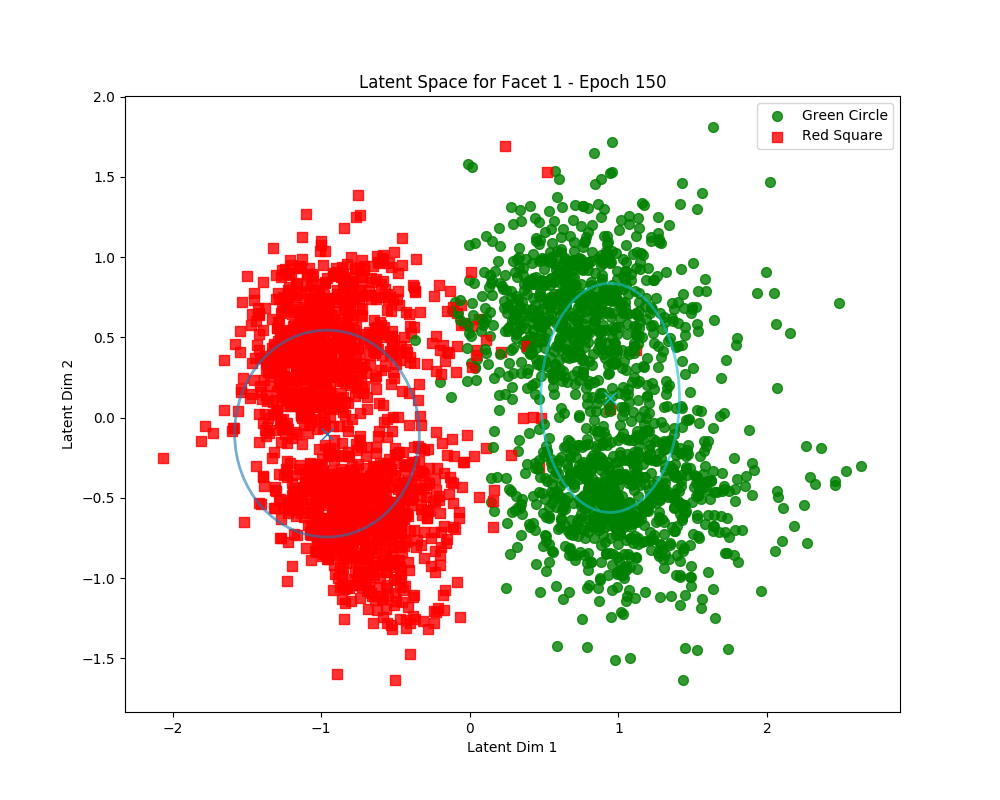 Latent Space for Facet 1 - Epoch 150
Green Circle
Red Square
2.0
1.5
1.0
0.5
0.0
−0.5
−1.0
−1.5
Latent Dim 2
−2
−1
0
1
2
Latent Dim 1